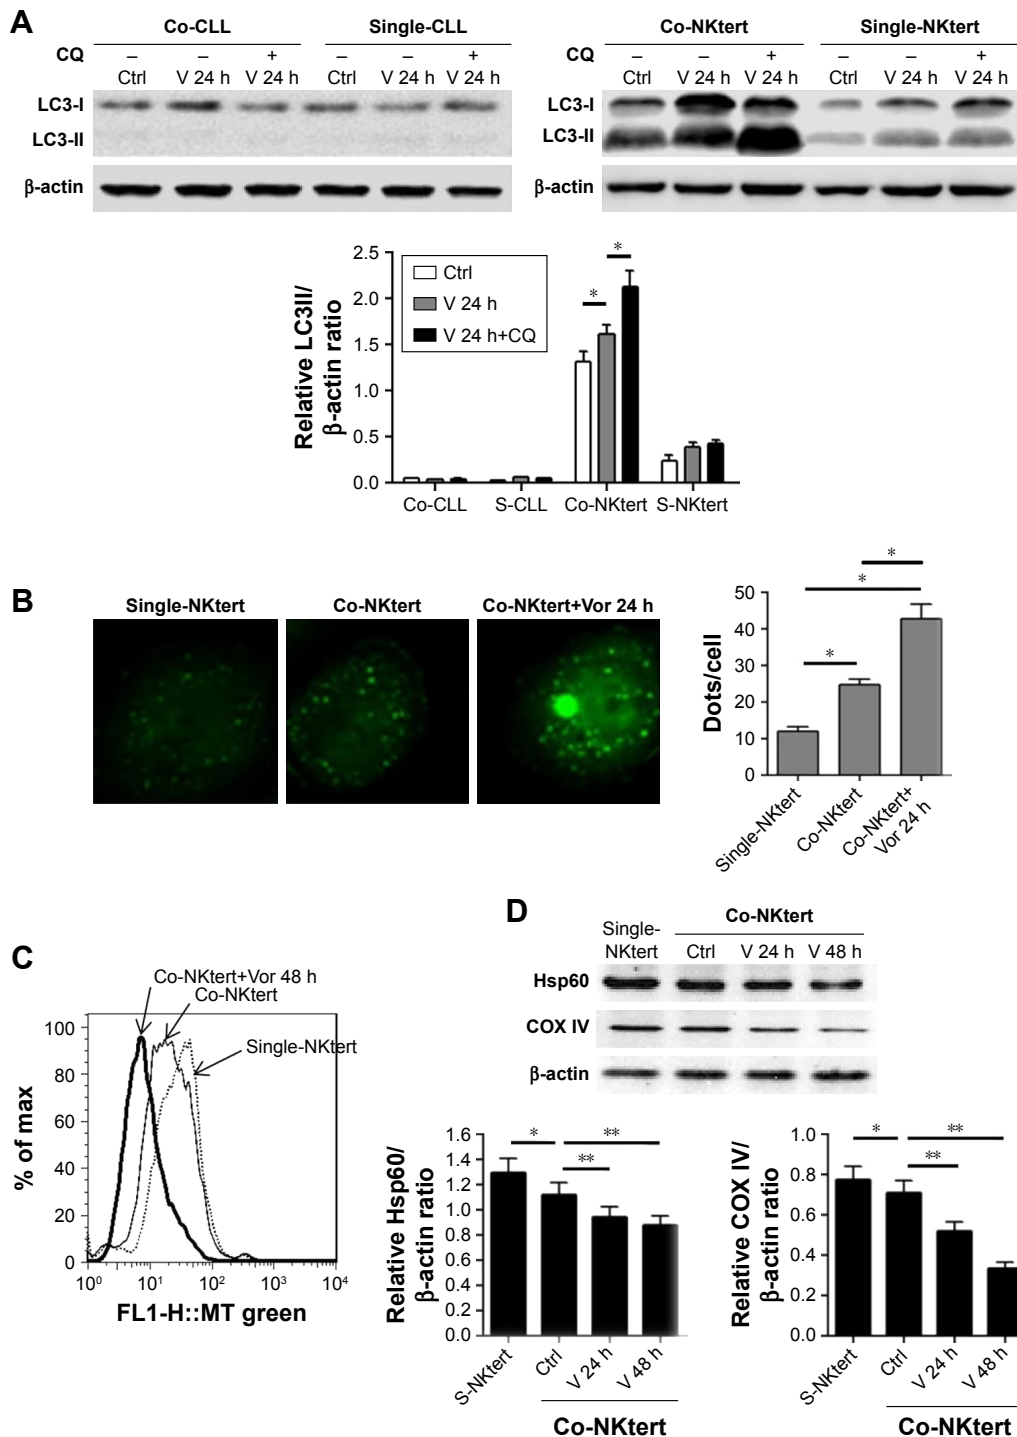 A
Co-CLL Single-CLL Co-NKtert Single-NKtert
CQ – – + – – + – – + – – +
Ctrl V 24 h V 24 h Ctrl V 24 h V 24 h Ctrl V 24 h V 24 h Ctrl V 24 h V 24 h
LC3-I LC3-I
LC3-II LC3-II
β-actin β-actin
Relative LC3II/
β-actin ratio
2.5
2.0
1.5
1.0
0.5
0.0
Ctrl
V 24 h
V 24 h+CQ
* *
Co-CLL S-CLL Co-NKtert S-NKtert
B
Single-NKtert Co-NKtert Co-NKtert+Vor 24 h
Dots/cell
50
40
30
20
10
0
* * *
Single-NKtert
Co-NKtert
Co-NKtert+
Vor 24 h
C
Co-NKtert+Vor 48 h
Co-NKtert
Single-NKtert
% of max
100
80
60
40
20
0
10⁰ 10¹ 10² 10³ 10⁴
FL1-H::MT green
D
Single-
NKtert
Co-NKtert
Ctrl V 24 h V 48 h
Hsp60
COX IV
β-actin
Relative Hsp60/
β-actin ratio
1.6
1.4
1.2
1.0
0.8
0.6
0.4
0.2
0.0
* ** **
S-NKtert
Ctrl
V 24 h
V 48 h
Co-NKtert
Relative COX IV/
β-actin ratio
1.0
0.8
0.6
0.4
0.2
0.0
* ** **
S-NKtert
Ctrl
V 24 h
V 48 h
Co-NKtert